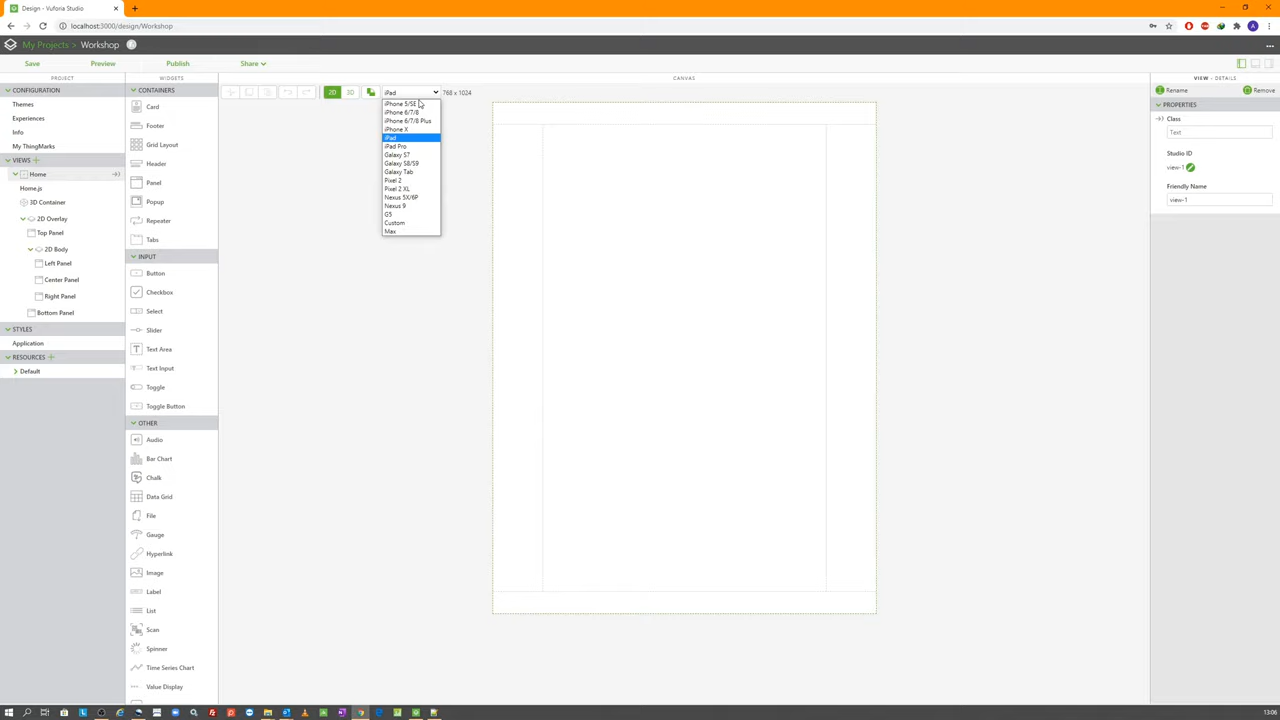 Design - Vuforia Studio
localhost:3000/design/Workshop
A
My Projects > Workshop
Save
Preview
Publish
Share
PROJECT
WIDGETS
CANVAS
VIEW - DETAILS
CONFIGURATION
Themes
Experiences
Info
My ThingMarks
VIEWS
Home
Home.js
3D Container
2D Overlay
Top Panel
2D Body
Left Panel
Center Panel
Right Panel
Bottom Panel
STYLES
Application
RESOURCES
Default
CONTAINERS
Card
Footer
Grid Layout
Header
Panel
Popup
Repeater
Tabs
INPUT
Button
Checkbox
Select
Slider
Text Area
Text Input
Toggle
Toggle Button
OTHER
Audio
Bar Chart
Chalk
Data Grid
File
Gauge
Hyperlink
Image
Label
List
Scan
Spinner
Time Series Chart
Value Display
2D
3D
iPad
768 x 1024
iPhone 5/SE
iPhone 6/7/8
iPhone 6/7/8 Plus
iPhone X
iPad
iPad Pro
Galaxy S7
Galaxy S8/S9
Galaxy Tab
Pixel 2
Pixel 2 XL
Nexus 5X/6P
Nexus 9
G5
Custom
Max
Rename
Remove
PROPERTIES
Class
Text
Studio ID
view-1
Friendly Name
view-1
13:06